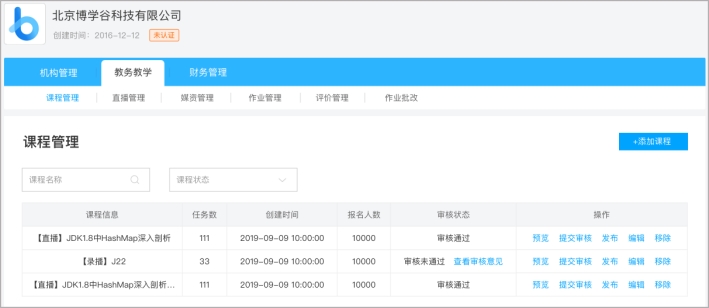 北京博学谷科技有限公司
创建时间：2016-12-12 未认证
机构管理 教务教学 财务管理
课程管理 直播管理 媒资管理 作业管理 评价管理 作业批改
课程管理
+添加课程
课程名称 课程状态
课程信息 任务数 创建时间 报名人数 审核状态 操作
【直播】JDK1.8中HashMap深入剖析 111 2019-09-09 10:00:00 10000 审核通过 预览 提交审核 发布 编辑 移除
【录播】J22 33 2019-09-09 10:00:00 10000 审核未通过 查看审核意见 预览 提交审核 发布 编辑 移除
【直播】JDK1.8中HashMap深入剖析... 111 2019-09-09 10:00:00 10000 审核通过 预览 提交审核 发布 编辑 移除